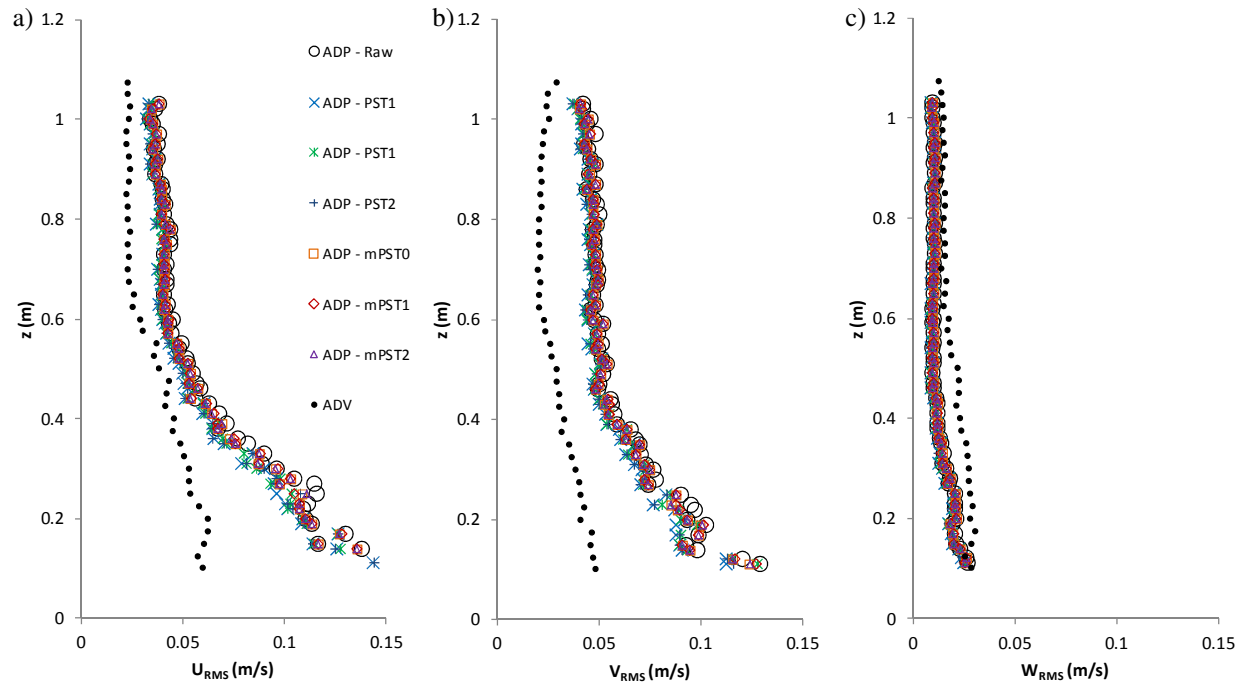 a)
1.2
1
0.8
0.6
0.4
0.2
0
z (m)
0
0.05
0.1
0.15
U RMS (m/s)
ADP - Raw
ADP - PST1
ADP - PST1
ADP - PST2
ADP - mPST0
ADP - mPST1
ADP - mPST2
ADV
b)
1.2
1
0.8
0.6
0.4
0.2
0
z (m)
0
0.05
0.1
0.15
V RMS (m/s)
c)
1.2
1
0.8
0.6
0.4
0.2
0
z (m)
0
0.05
0.1
0.15
W RMS (m/s)